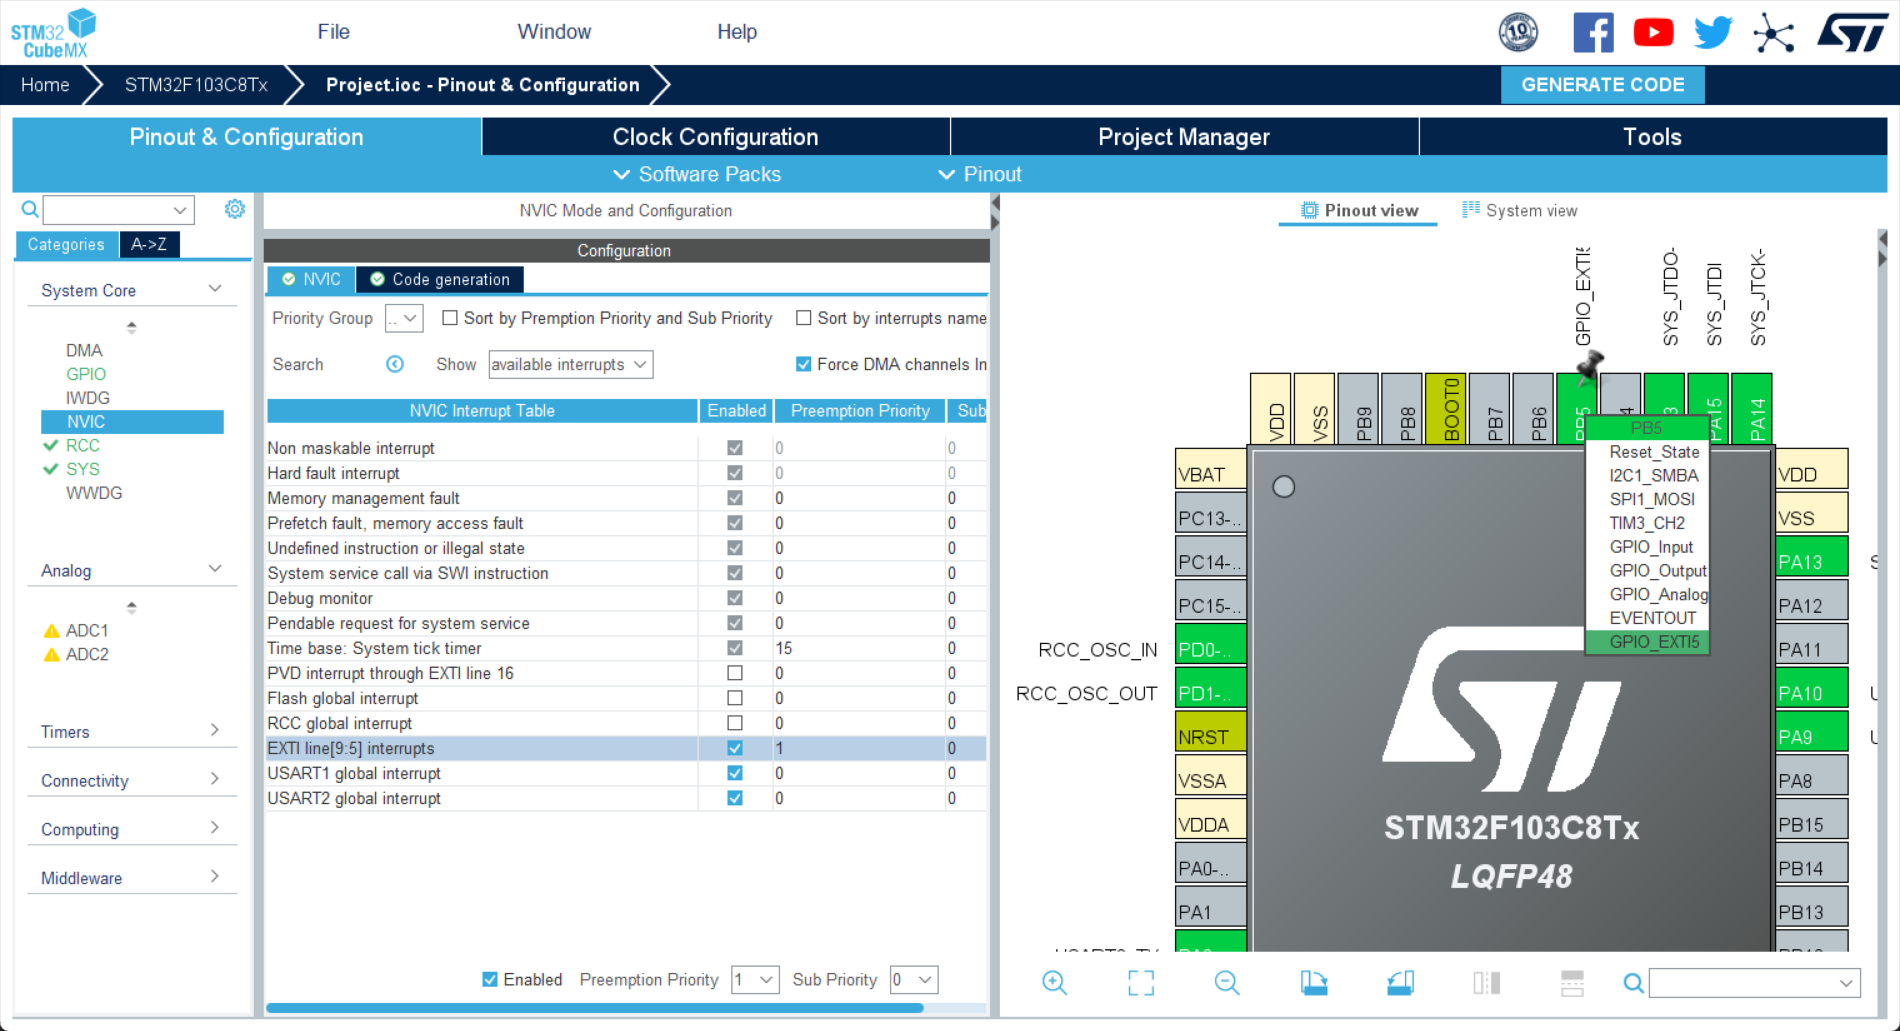 STM32
CubeMX
File
Window
Help
10
Home
STM32F103C8Tx
Project.ioc - Pinout & Configuration
GENERATE CODE
Pinout & Configuration
Clock Configuration
Project Manager
Tools
Software Packs
Pinout
Categories
A->Z
System Core
DMA
GPIO
IWDG
NVIC
RCC
SYS
WWDG
Analog
ADC1
ADC2
Timers
Connectivity
Computing
Middleware
NVIC Mode and Configuration
Configuration
NVIC
Code generation
Priority Group
..
Sort by Premption Priority and Sub Priority
Sort by interrupts name
Search
Show
available interrupts
Force DMA channels In
NVIC Interrupt Table Enabled Preemption Priority Sub
Non maskable interrupt 0 0
Hard fault interrupt 0 0
Memory management fault 0 0
Prefetch fault, memory access fault 0 0
Undefined instruction or illegal state 0 0
System service call via SWI instruction 0 0
Debug monitor 0 0
Pendable request for system service 0 0
Time base: System tick timer 15 0
PVD interrupt through EXTI line 16 0 0
Flash global interrupt 0 0
RCC global interrupt 0 0
EXTI line[9:5] interrupts 1 0
USART1 global interrupt 0 0
USART2 global interrupt 0 0
Enabled
Preemption Priority
1
Sub Priority
0
Pinout view
System view
GPIO_EXTI5
SYS_JTDO-
SYS_JTDI
SYS_JTCK-
VDD
VSS
PB9
PB8
BOOT0
PB7
PB6
PB5
4
3
PA15
PA14
PB5
Reset_State
I2C1_SMBA
SPI1_MOSI
TIM3_CH2
GPIO_Input
GPIO_Output
GPIO_Analog
EVENTOUT
GPIO_EXTI5
VBAT
PC13-..
PC14-..
PC15-..
RCC_OSC_IN
PD0-..
RCC_OSC_OUT
PD1-..
NRST
VSSA
VDDA
PA0-..
PA1
VDD
VSS
PA13
PA12
PA11
PA10
PA9
PA8
PB15
PB14
PB13
STM32F103C8Tx
LQFP48